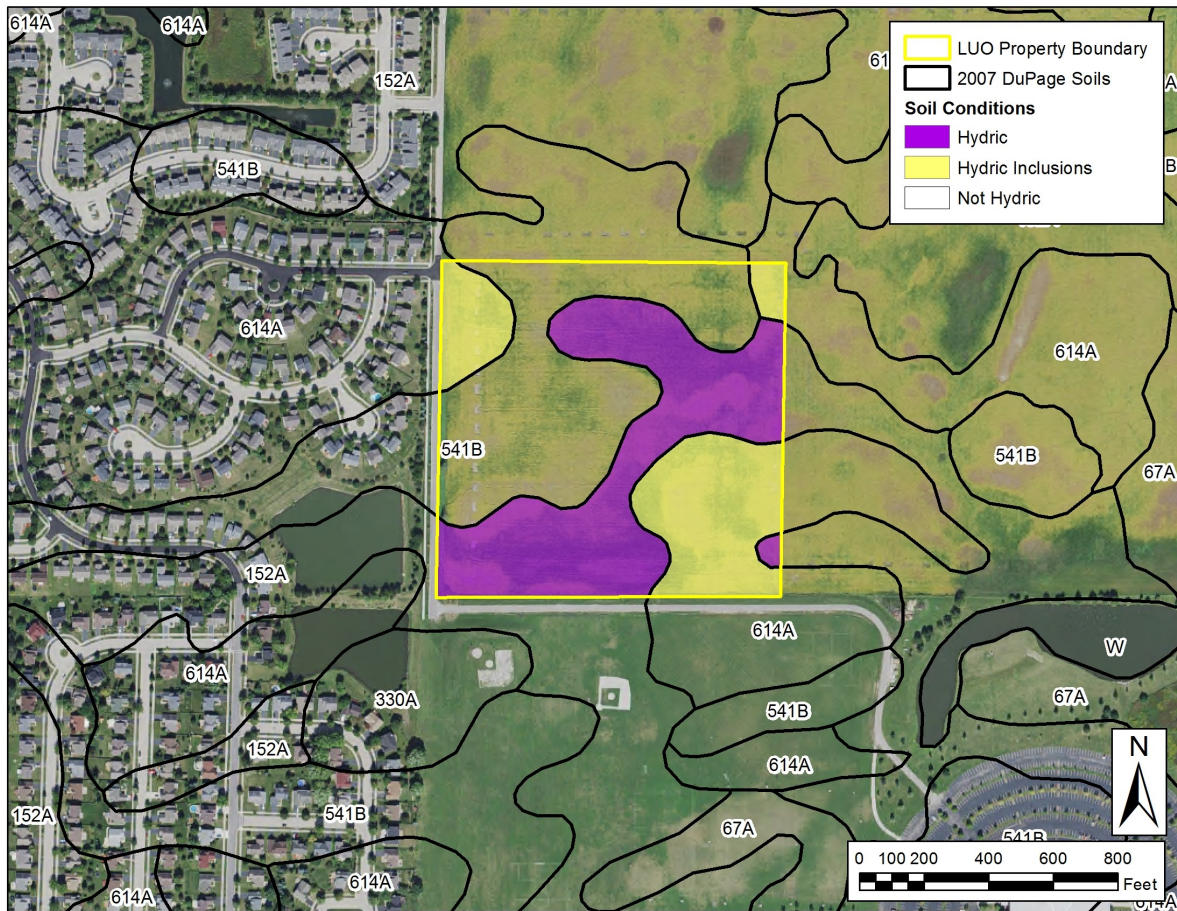 614A
614A
61
A
152A
541B
B
LUO Property Boundary
2007 DuPage Soils
Soil Conditions
Hydric
Hydric Inclusions
Not Hydric
614A
614A
541B
541B
67A
152A
614A
W
614A
330A
67A
541B
152A
614A
152A
541B
67A
541B
614A
614A
614A
N
0 100 200 400 600 800
Feet